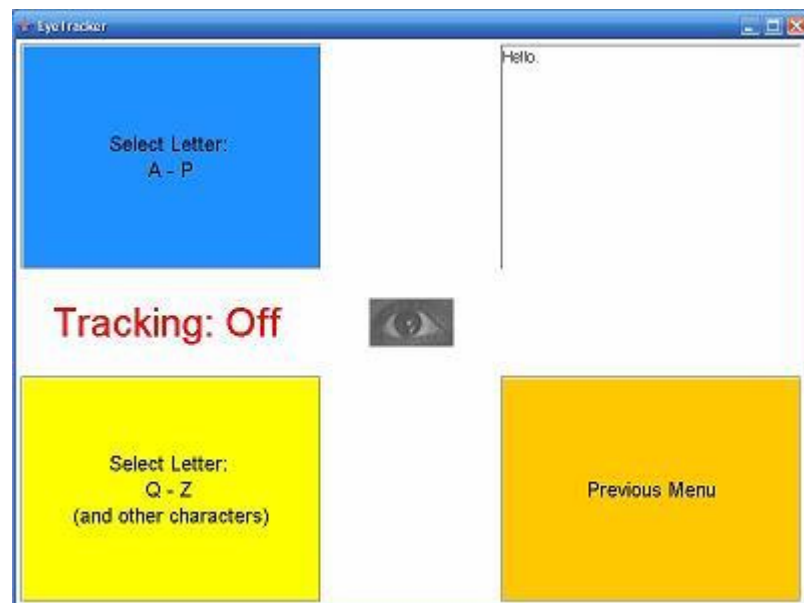 EyeTracker
Select Letter:
A - P
Hello.
Tracking: Off
Select Letter:
Q - Z
(and other characters)
Previous Menu